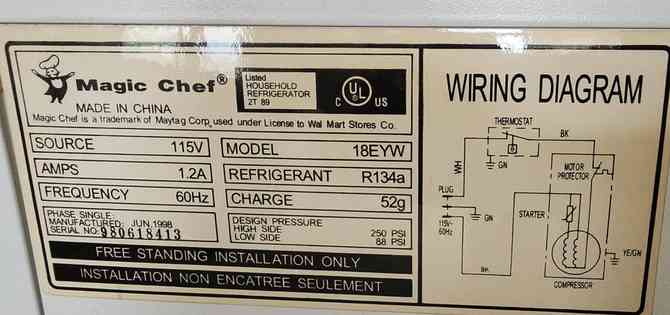 Magic Chef®
Listed
HOUSEHOLD
REFRIGERATOR
2T 89
C UL US
MADE IN CHINA
Magic Chef is a trademark of Maytag Corp, used under License to Wal Mart Stores Co.
SOURCE 115V
MODEL 18EYW
AMPS 1.2A
REFRIGERANT R134a
FREQUENCY 60Hz
CHARGE 52g
PHASE SINGLE
MANUFACTURED: JUN 1998
SERIAL NO: 980618413
DESIGN PRESSURE
HIGH SIDE 250 PSI
LOW SIDE 88 PSI
FREE STANDING INSTALLATION ONLY
INSTALLATION NON ENCATREE SEULEMENT
WIRING DIAGRAM
THERMOSTAT
BK
WH
GN
MOTOR
PROTECTOR
PLUG
GN
STARTER
115V-
60Hz
YE/GN
BK
COMPRESSOR